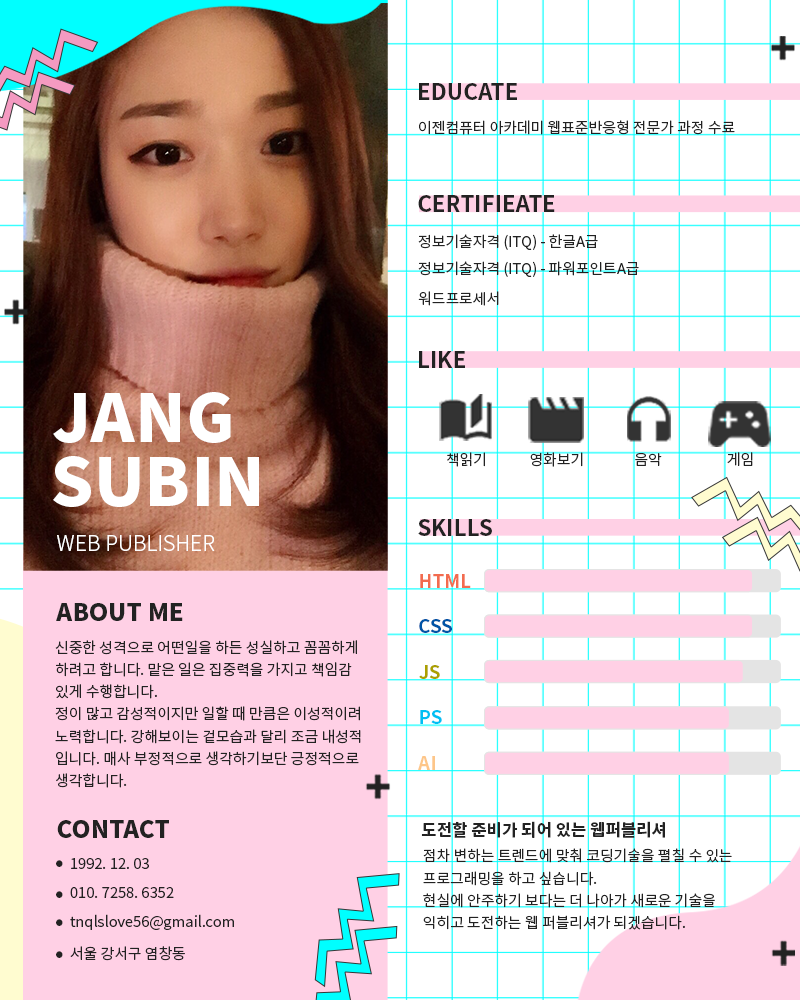 JANG
SUBIN
WEB PUBLISHER
ABOUT ME
신중한 성격으로 어떤일을 하든 성실하고 꼼꼼하게
하려고 합니다. 맡은 일은 집중력을 가지고 책임감
있게 수행합니다.
정이 많고 감성적이지만 일할 때 만큼은 이성적이려
노력합니다. 강해보이는 겉모습과 달리 조금 내성적
입니다. 매사 부정적으로 생각하기보단 긍정적으로
생각합니다.
CONTACT
1992. 12. 03
010. 7258. 6352
tnqlslove56@gmail.com
서울 강서구 염창동
EDUCATE
이젠컴퓨터 아카데미 웹표준반응형 전문가 과정 수료
CERTIFIEATE
정보기술자격 (ITQ) - 한글A급
정보기술자격 (ITQ) - 파워포인트A급
워드프로세서
LIKE
책읽기 영화보기 음악 게임
SKILLS
HTML
CSS
JS
PS
AI
도전할 준비가 되어 있는 웹퍼블리셔
점차 변하는 트렌드에 맞춰 코딩기술을 펼칠 수 있는
프로그래밍을 하고 싶습니다.
현실에 안주하기 보다는 더 나아가 새로운 기술을
익히고 도전하는 웹 퍼블리셔가 되겠습니다.